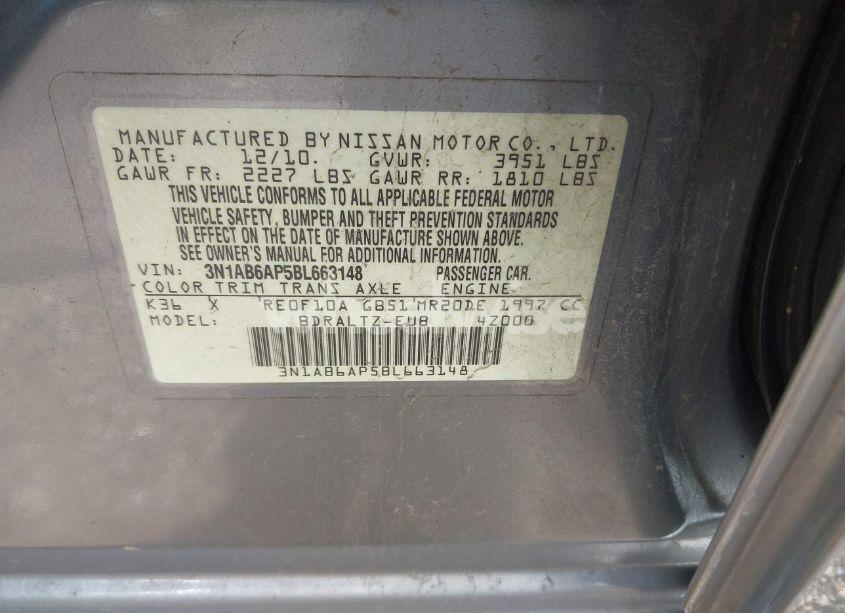 MANUFACTURED BY NISSAN MOTOR CO., LTD.
DATE: 12/10. GVWR: 3951 LBS
GAWR FR: 2227 LBS GAWR RR: 1810 LBS
THIS VEHICLE CONFORMS TO ALL APPLICABLE FEDERAL MOTOR
VEHICLE SAFETY, BUMPER AND THEFT PREVENTION STANDARDS
IN EFFECT ON THE DATE OF MANUFACTURE SHOWN ABOVE.
SEE OWNER'S MANUAL FOR ADDITIONAL INFORMATION.
VIN: 3N1AB6AP5BL663148 PASSENGER CAR.
COLOR TRIM TRANS AXLE ENGINE
K36 X RE0F10A GB51 MR20DE 1997 CC
MODEL: BDRALTZ-EUB 4Z000
3N1AB6AP5BL663148